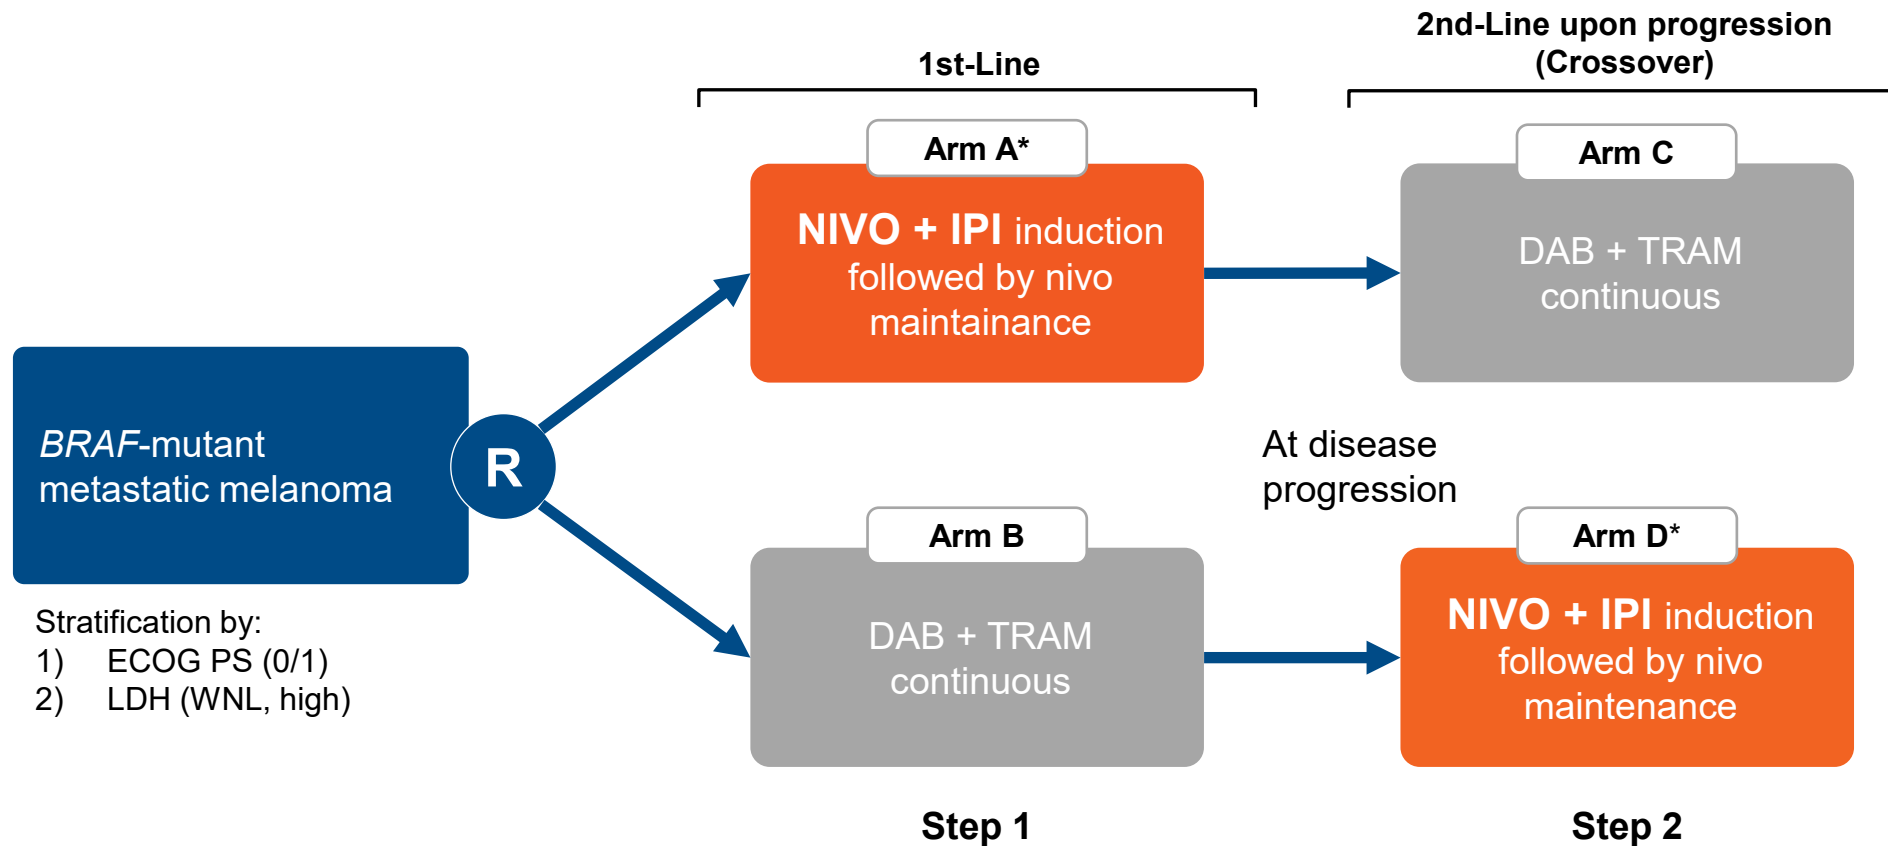 1st-Line
2nd-Line upon progression
(Crossover)
Arm A*
NIVO + IPI induction
followed by nivo
maintainance
Arm C
DAB + TRAM
continuous
BRAF-mutant
metastatic melanoma
R
At disease
progression
Stratification by:
1) ECOG PS (0/1)
2) LDH (WNL, high)
Arm B
DAB + TRAM
continuous
Arm D*
NIVO + IPI induction
followed by nivo
maintenance
Step 1
Step 2